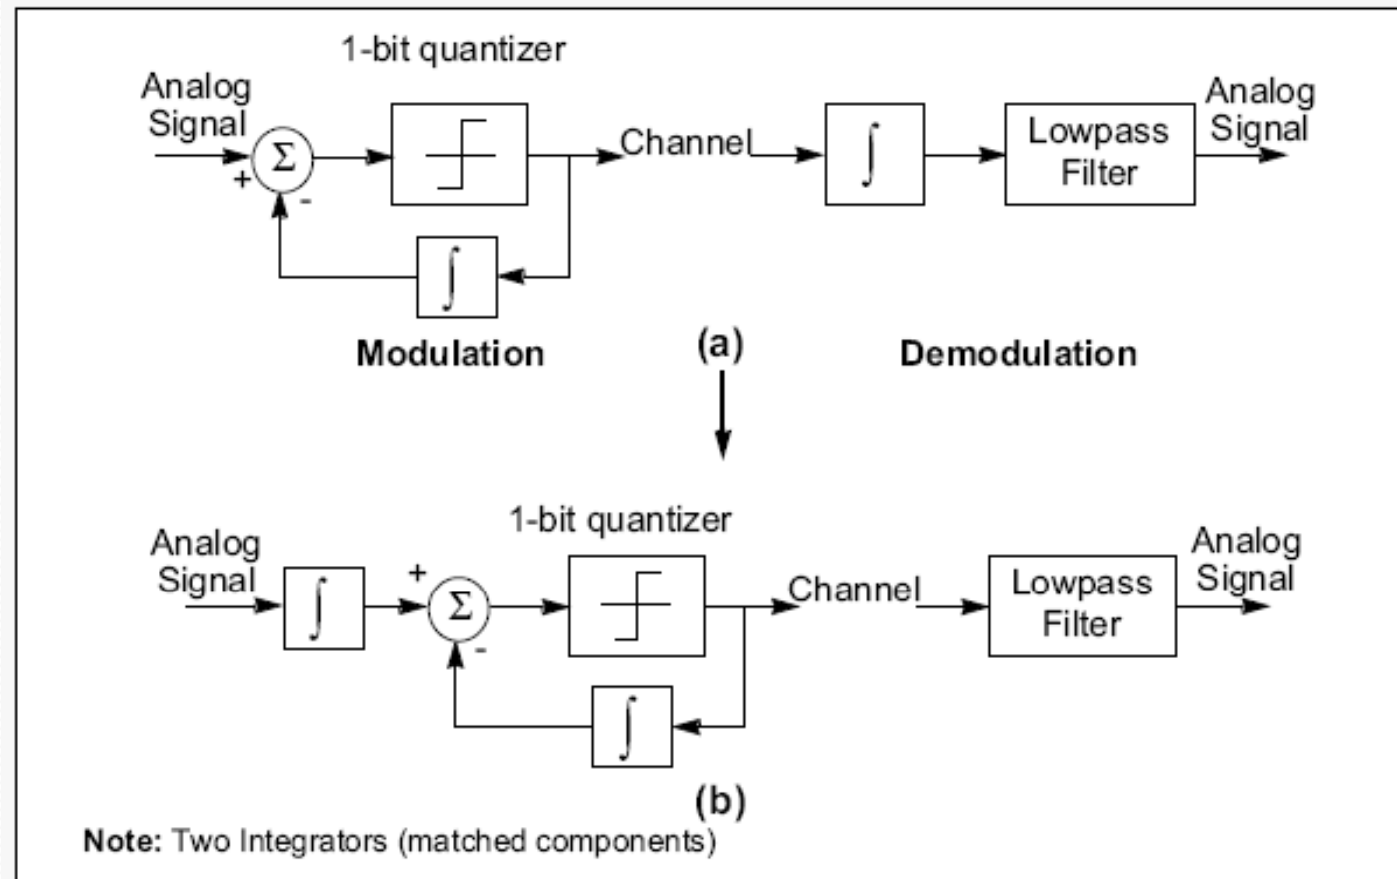 1-bit quantizer
Analog
Signal
+
Σ
-
∫
Channel
∫
Lowpass
Filter
Analog
Signal
Modulation
(a)
Demodulation
1-bit quantizer
Analog
Signal
∫
+
Σ
-
∫
Channel
Lowpass
Filter
Analog
Signal
(b)
Note: Two Integrators (matched components)